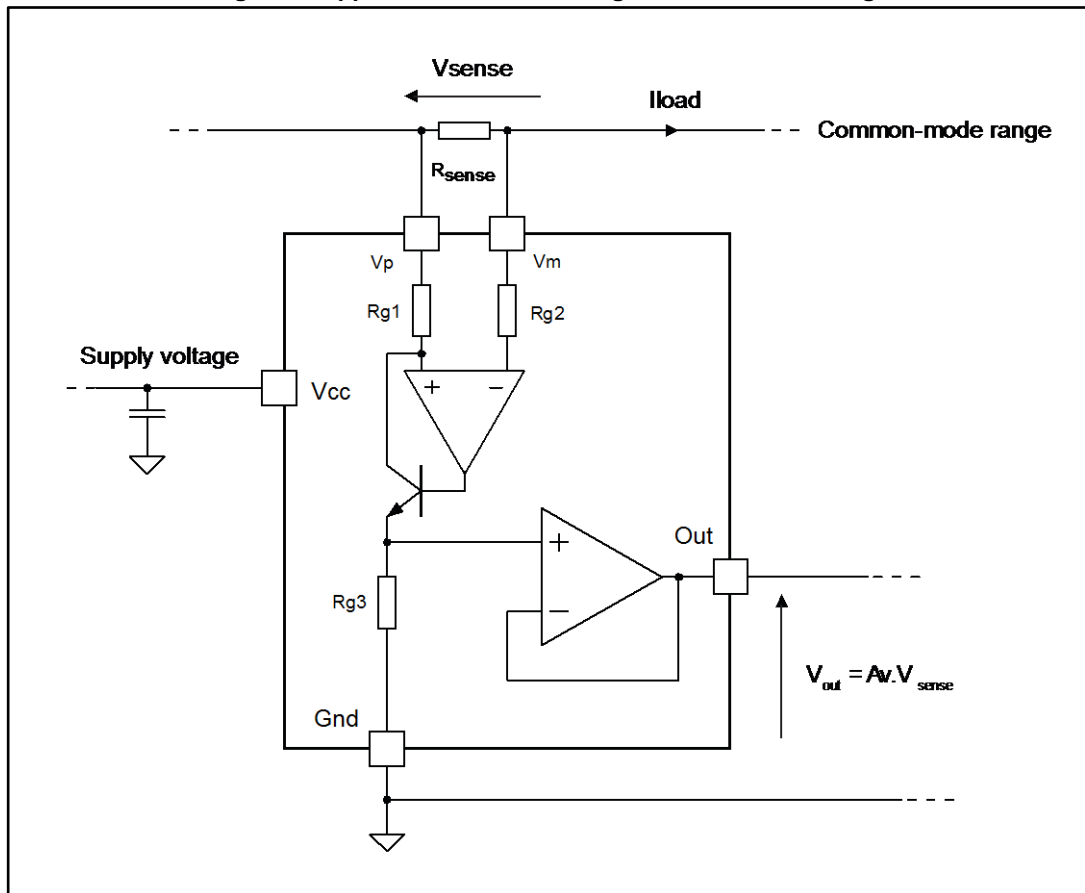 Vsense
Iload
Common-mode range
Rsense
Vp
Vm
Rg1
Rg2
+
−
Supply voltage
Vcc
Out
+
−
Rg3
Vout = Av.Vsense
Gnd